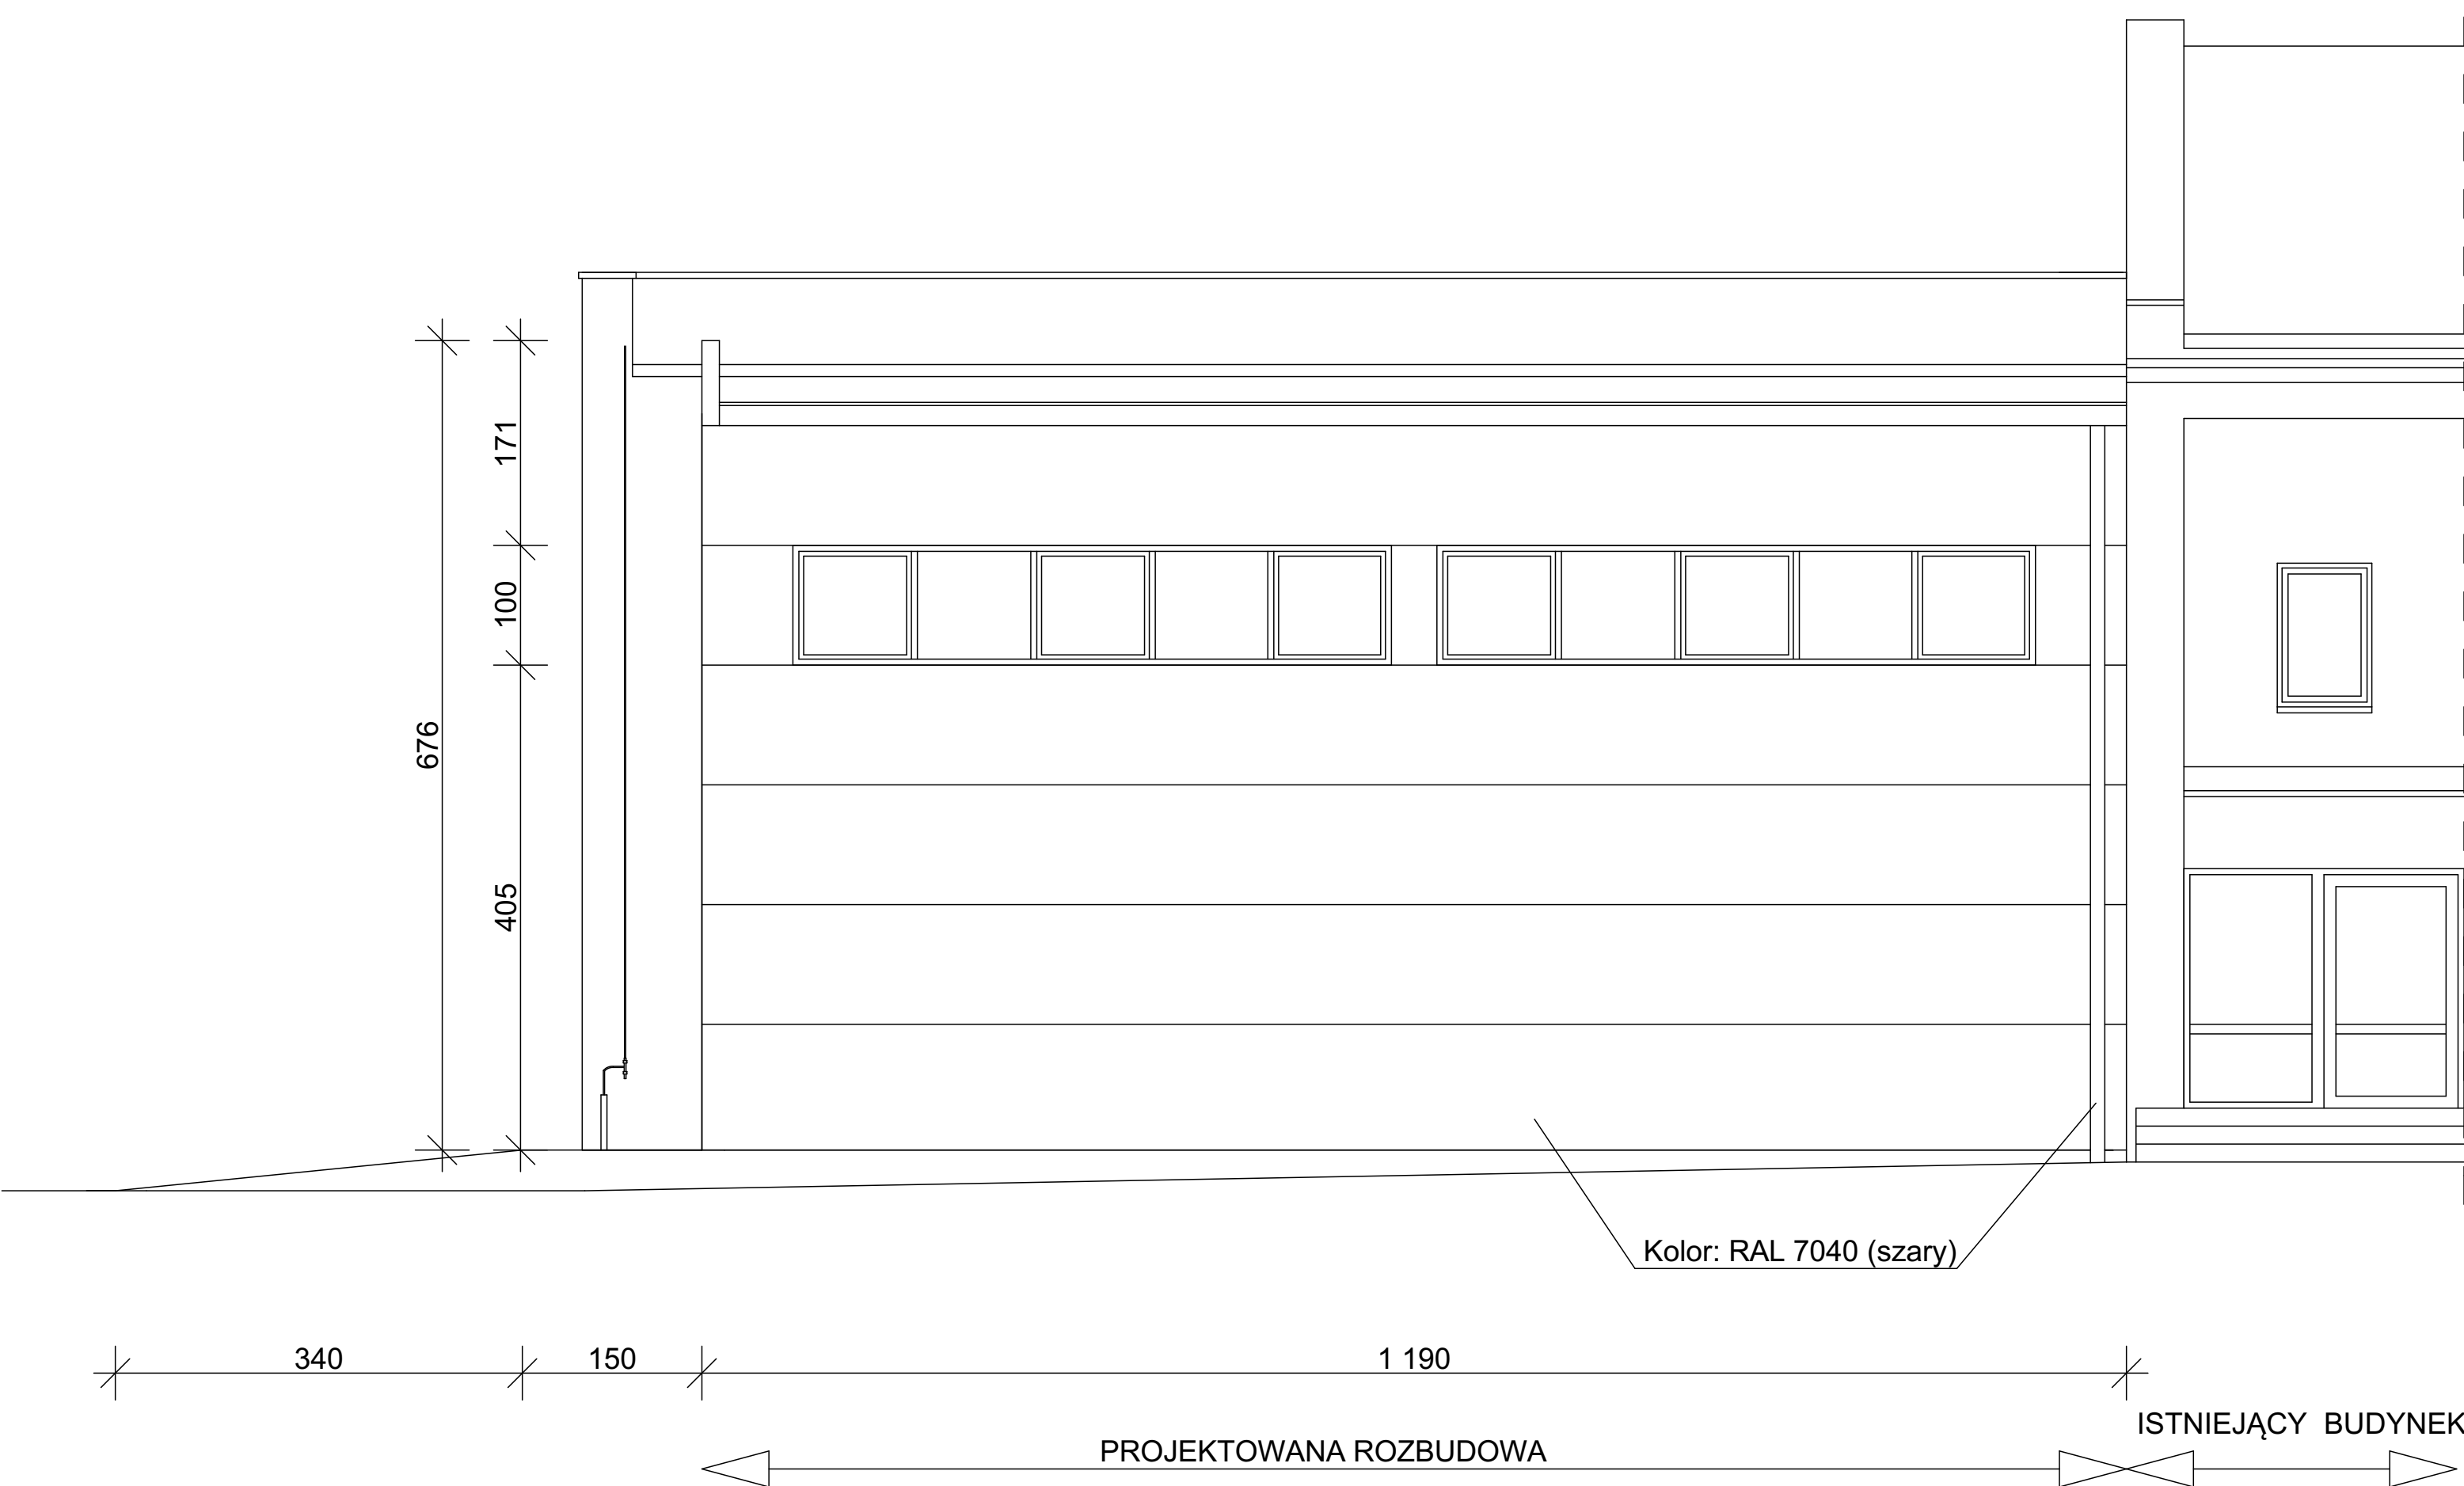 171
100
676
405
Kolor: RAL 7040 (szary)
340
150
1 190
ISTNIEJĄCY BUDYNEK
PROJEKTOWANA ROZBUDOWA